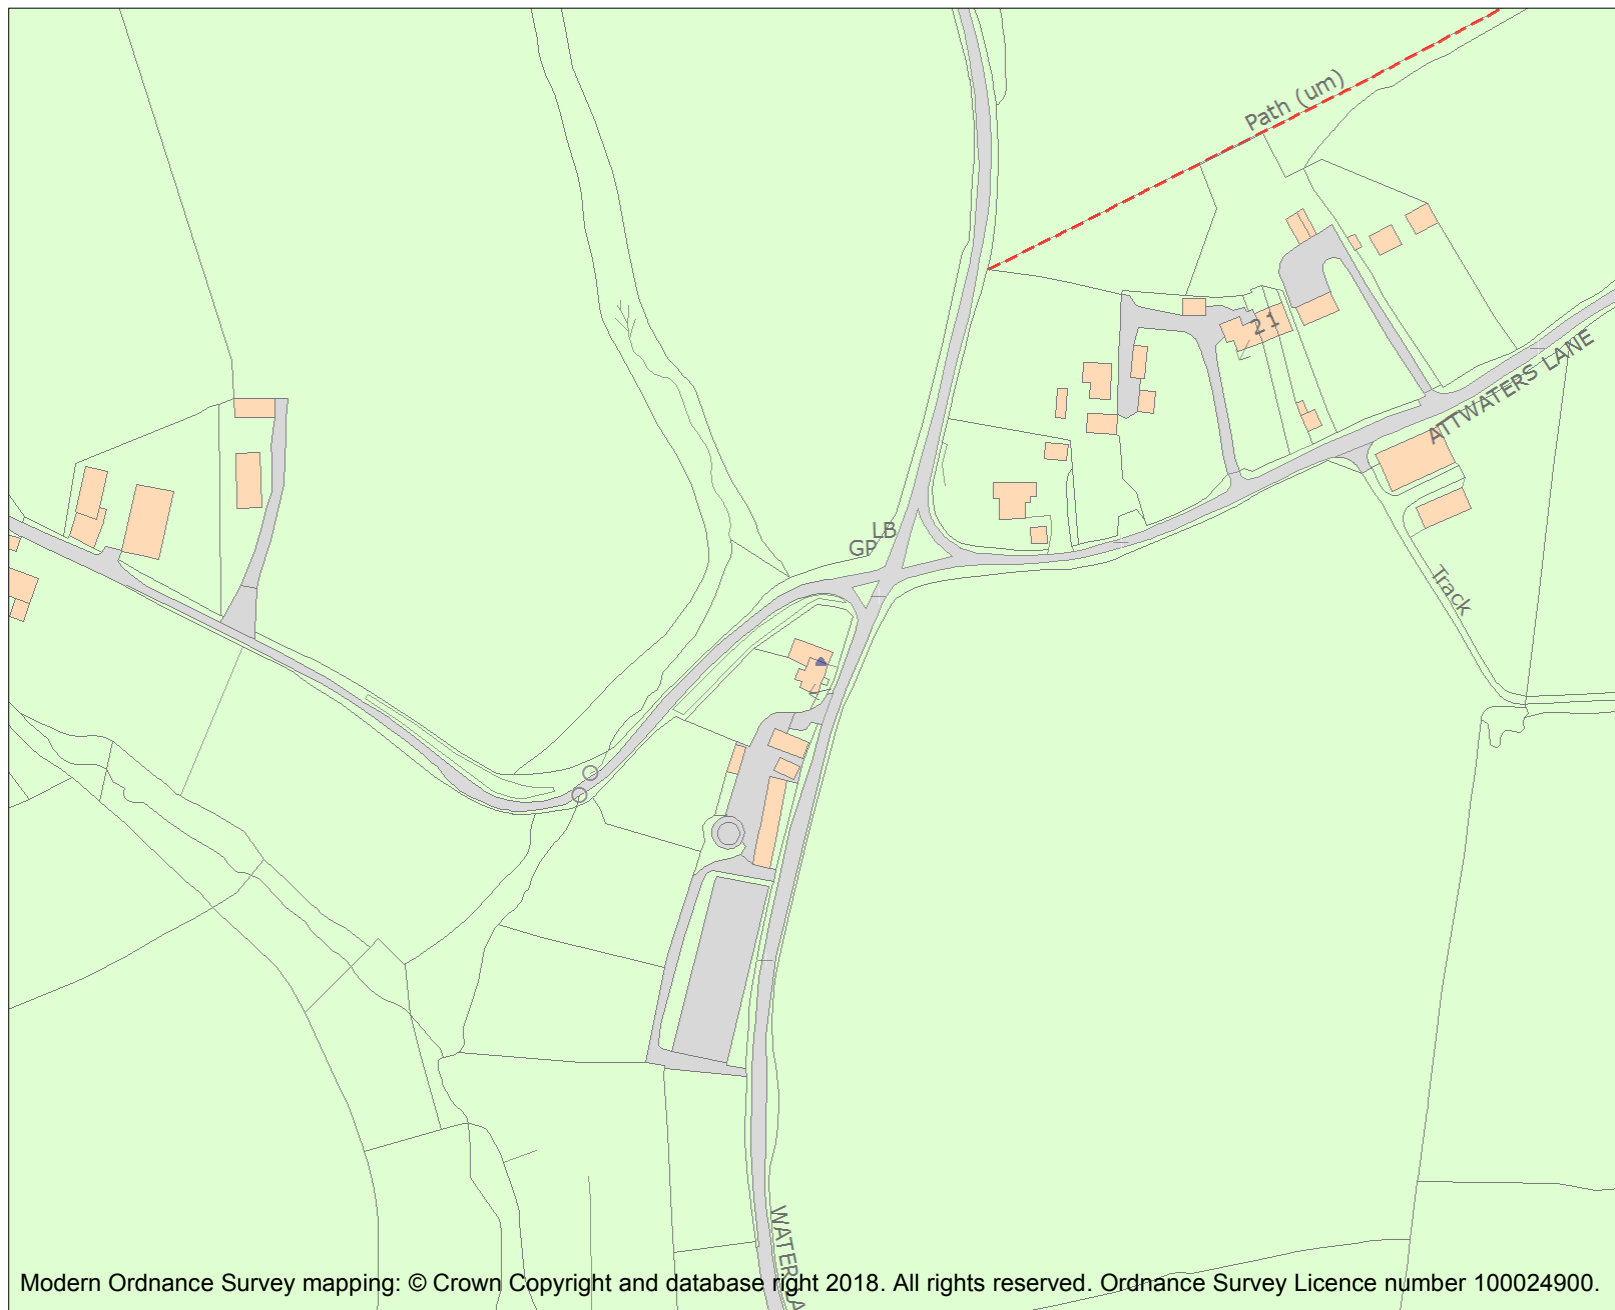 Path (um)
21
ATTWATERS LANE
LB
GP
Track
Modern Ordnance Survey mapping: © Crown Copyright and database right 2018. All rights reserved. Ordnance Survey Licence number 100024900.